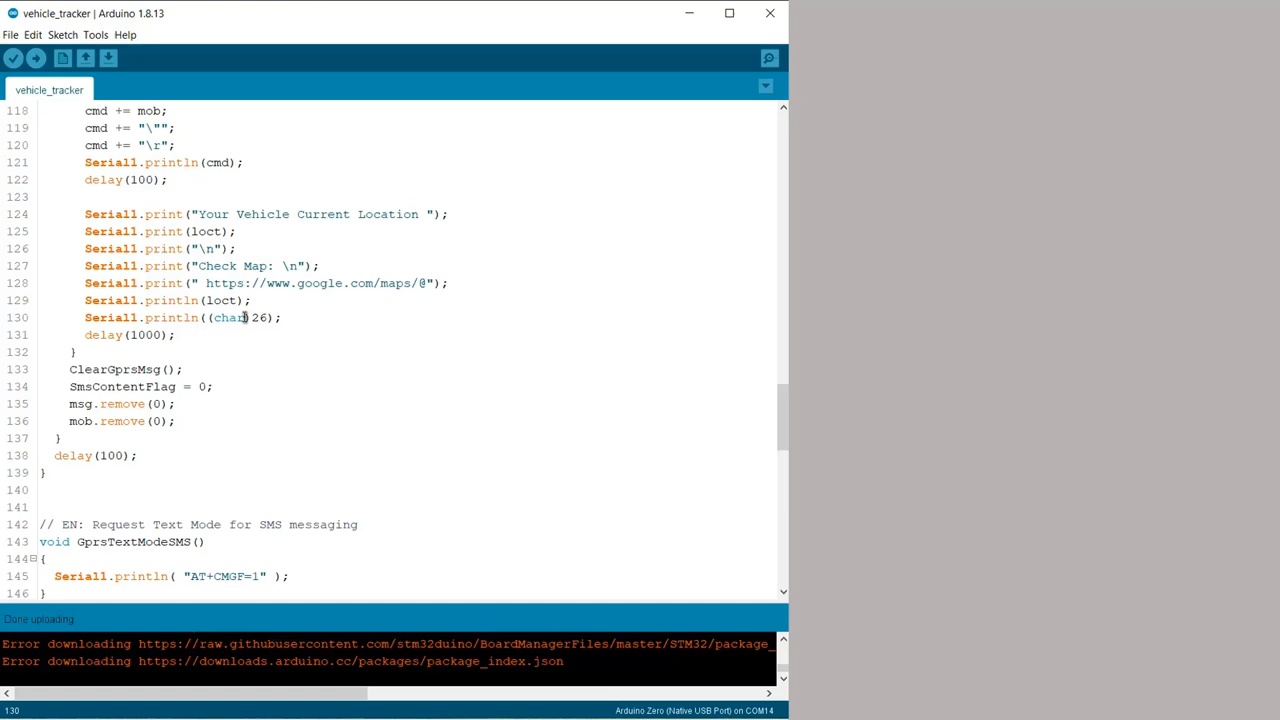 vehicle_tracker | Arduino 1.8.13
File Edit Sketch Tools Help
vehicle_tracker
118 cmd += mob;
119 cmd += "\"";
120 cmd += "\r";
121 Serial1.println(cmd);
122 delay(100);
123
124 Serial1.print("Your Vehicle Current Location ");
125 Serial1.print(loct);
126 Serial1.print("\n");
127 Serial1.print("Check Map: \n");
128 Serial1.print(" https://www.google.com/maps/@");
129 Serial1.println(loct);
130 Serial1.println((char)26);
131 delay(1000);
132 }
133 ClearGprsMsg();
134 SmsContentFlag = 0;
135 msg.remove(0);
136 mob.remove(0);
137 }
138 delay(100);
139 }
140
141
142 // EN: Request Text Mode for SMS messaging
143 void GprsTextModeSMS()
144 {
145 Serial1.println( "AT+CMGF=1" );
146 }
Done uploading
Error downloading https://raw.githubusercontent.com/stm32duino/BoardManagerFiles/master/STM32/package_
Error downloading https://downloads.arduino.cc/packages/package_index.json
130 Arduino Zero (Native USB Port) on COM14